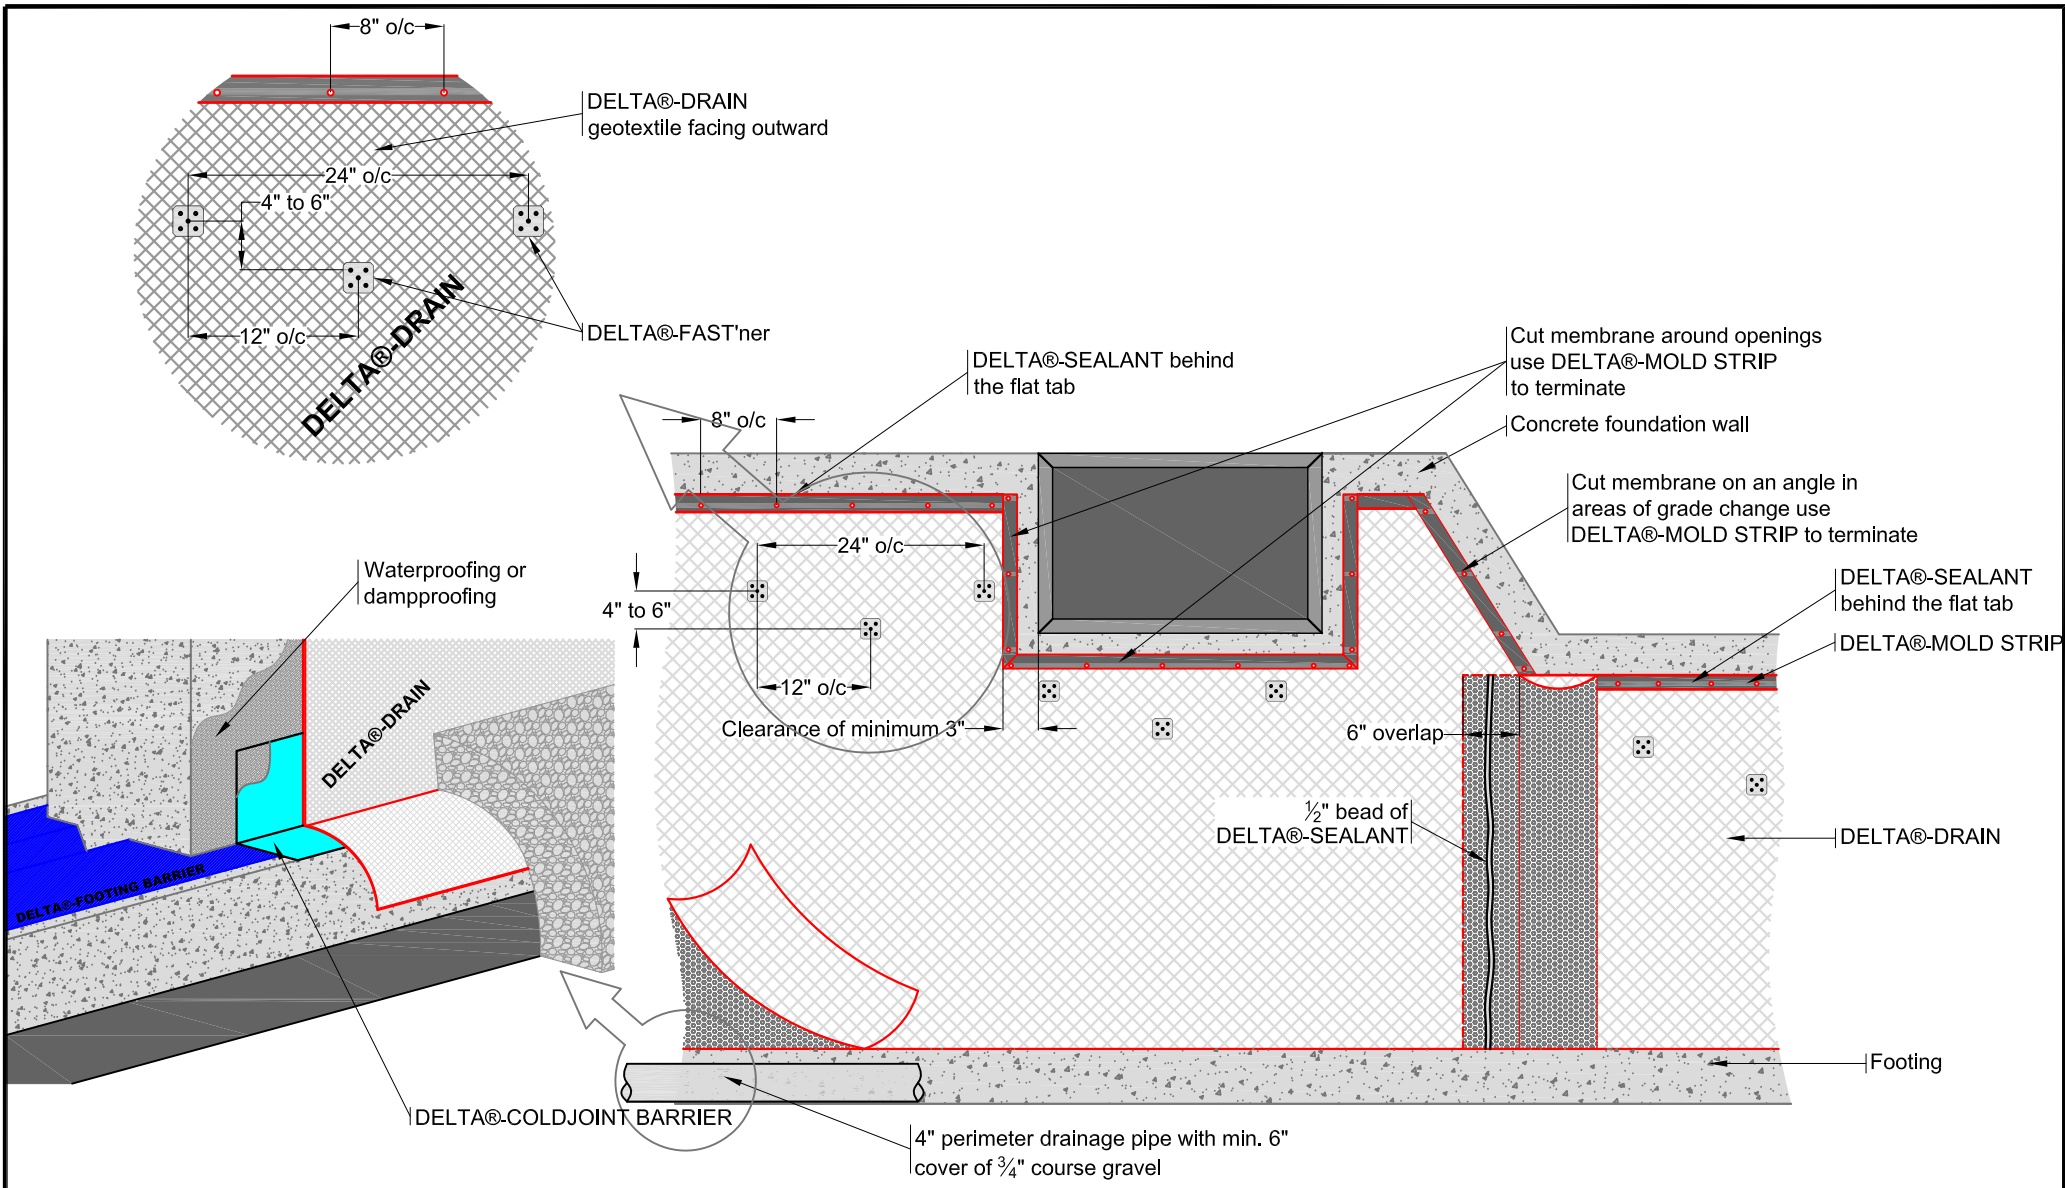 8" o/c
DELTA®-DRAIN
geotextile facing outward
24" o/c
4" to 6"
12" o/c
DELTA®-DRAIN
DELTA®-FAST'ner
DELTA®-SEALANT behind
the flat tab
8" o/c
Cut membrane around openings
use DELTA®-MOLD STRIP
to terminate
Concrete foundation wall
Cut membrane on an angle in
areas of grade change use
DELTA®-MOLD STRIP to terminate
24" o/c
4" to 6"
12" o/c
Clearance of minimum 3"
DELTA®-SEALANT
behind the flat tab
DELTA®-MOLD STRIP
6" overlap
½" bead of
DELTA®-SEALANT
DELTA®-DRAIN
Waterproofing or
dampproofing
DELTA®-DRAIN
DELTA®-FOOTING BARRIER
DELTA®-COLDJOINT BARRIER
Footing
4" perimeter drainage pipe with min. 6"
cover of ¾" course gravel